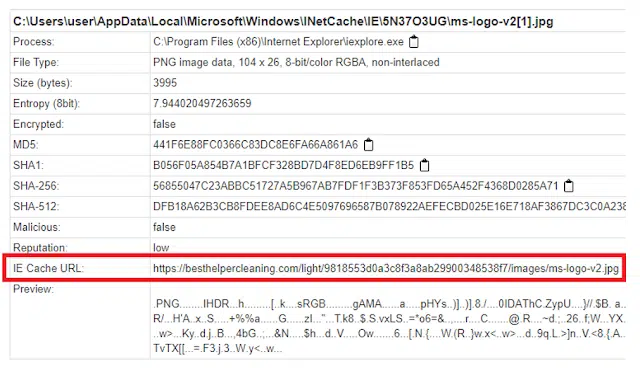 C:\Users\user\AppData\Local\Microsoft\Windows\INetCache\IE\5N37O3UG\ms-logo-v2[1].jpg
Process: C:\Program Files (x86)\Internet Explorer\iexplore.exe
File Type: PNG image data, 104 x 26, 8-bit/color RGBA, non-interlaced
Size (bytes): 3995
Entropy (8bit): 7.944020497263659
Encrypted: false
MD5: 441F6E88FC0366C83DC8E6FA66A861A6
SHA1: B056F05A854B7A1BFCF328BD7D4F8ED6EB9FF1B5
SHA-256: 56855047C23ABBC51727A5B967AB7FDF1F3B373F853FD65A452F4368D0285A71
SHA-512: DFB18A62B3CB8FDEE8AD6C4E5097696587B078922AEFECBD025E16E718AF3867DC3C0A238
Malicious: false
Reputation: low
IE Cache URL: https://besthelpercleaning.com/light/9818553d0a3c8f3a8ab29900348538f7/images/ms-logo-v2.jpg
Preview:
.PNG........IHDR...h.........[..k....sRGB.........gAMA......a.....pHYs..)]..)].8./....0IDAThC.ZypU....}//.$B,.a
R/...H'A..x..S.....+%%a......G.....zI..."...T.k8..$.S.vxLS..=*o6=&..,....r....C.......@.R....~d.;..26..f;W...YX.
..w>...Ky..d.j..B...,4bG..;...&N.....$h...d..V.....Ow.......6...[.N.{....W.(R..}w.x<..w>...d..9q.L.>]n..V.<8.{.A..
TvTX[[...=.F3.j.3..W.y<..w...